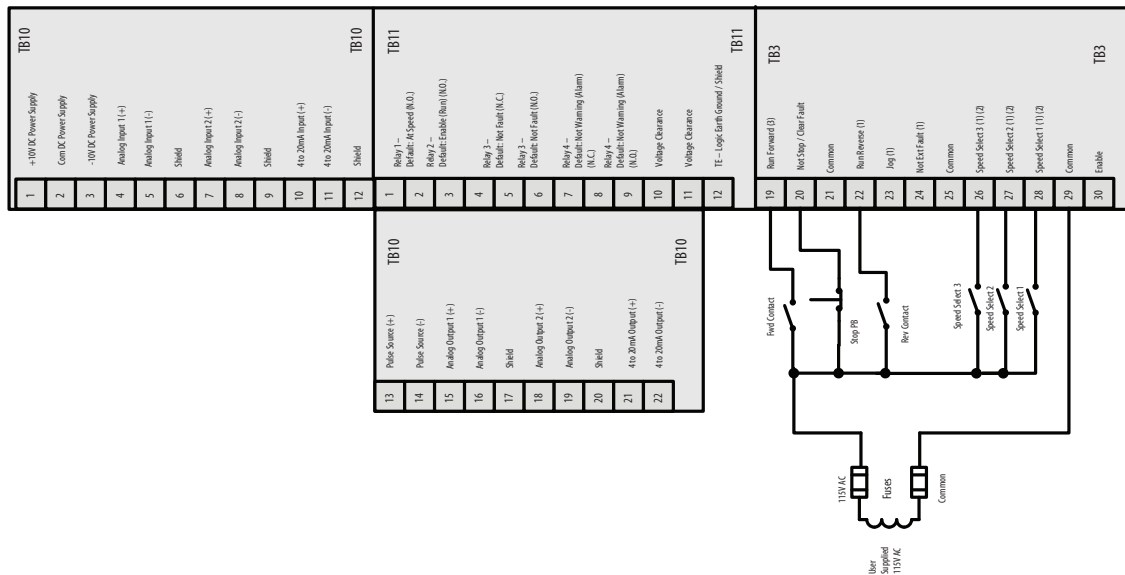 TB10
TB10
+10V DC Power Supply
Com DC Power Supply
-10V DC Power Supply
Analog Input 1 (+)
Analog Input 1 (-)
Shield
Analog Input 2 (+)
Analog Input 2 (-)
Shield
4 to 20mA Input (+)
4 to 20mA Input (-)
Shield
1
2
3
4
5
6
7
8
9
10
11
12
TB11
TB11
Relay 1 –
Default: At Speed (N.O.)
Relay 2 –
Default: Enable (Run) (N.O.)
Relay 3 –
Default: Not Fault (N.C.)
Relay 3 –
Default: Not Fault (N.O.)
Relay 4 –
Default: Not Warning (Alarm)
(N.C.)
Relay 4 –
Default: Not Warning (Alarm)
(N.O.)
Voltage Clearance
Voltage Clearance
TE – Logic Earth Ground / Shield
1
2
3
4
5
6
7
8
9
10
11
12
TB3
TB3
Run Forward (3)
Not Stop / Clear Fault
Common
Run Reverse (1)
Jog (1)
Not Ext Fault (1)
Common
Speed Select 3 (1) (2)
Speed Select 2 (1) (2)
Speed Select 1 (1) (2)
Common
Enable
19
20
21
22
23
24
25
26
27
28
29
30
TB10
TB10
Pulse Source (+)
Pulse Source (-)
Analog Output 1 (+)
Analog Output 1 (-)
Shield
Analog Output 2 (+)
Analog Output 2 (-)
Shield
4 to 20mA Output (+)
4 to 20mA Output (-)
13
14
15
16
17
18
19
20
21
22
Fwd Contact
Stop PB
Rev Contact
Speed Select 3
Speed Select 2
Speed Select 1
115V AC
Fuses
Common
User
Supplied
115V AC